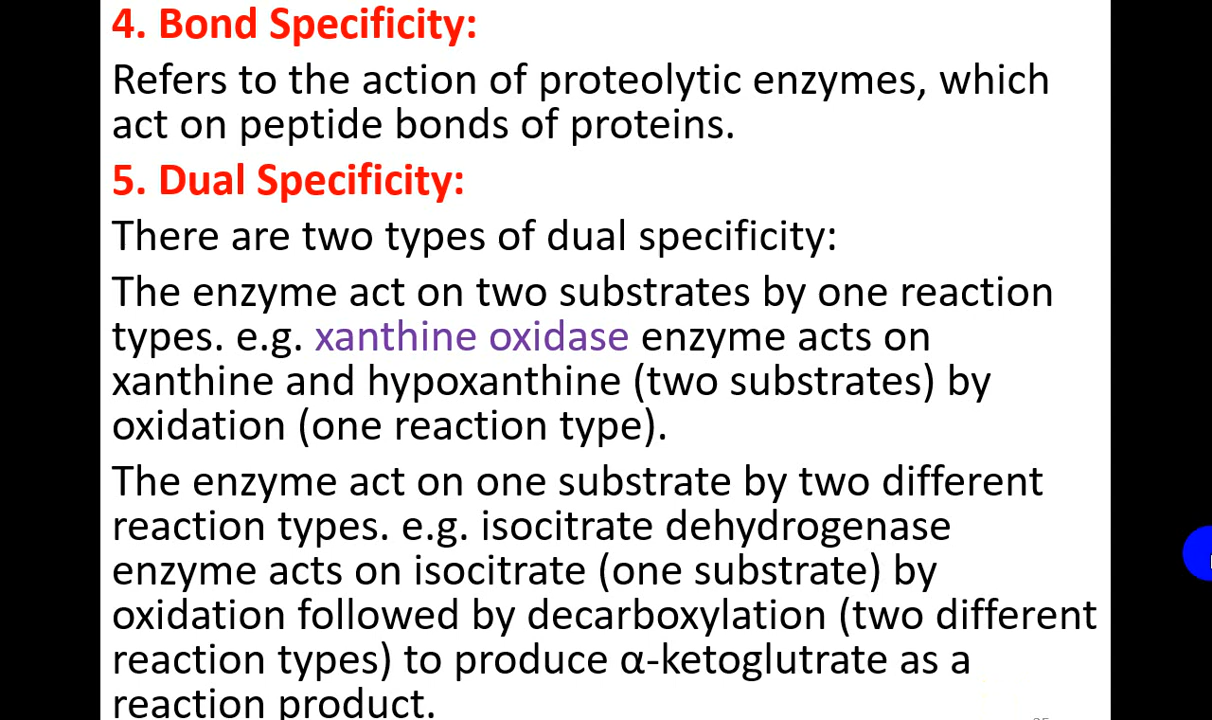 4. Bond Specificity:
Refers to the action of proteolytic enzymes, which
act on peptide bonds of proteins.
5. Dual Specificity:
There are two types of dual specificity:
The enzyme act on two substrates by one reaction
types. e.g. xanthine oxidase enzyme acts on
xanthine and hypoxanthine (two substrates) by
oxidation (one reaction type).
The enzyme act on one substrate by two different
reaction types. e.g. isocitrate dehydrogenase
enzyme acts on isocitrate (one substrate) by
oxidation followed by decarboxylation (two different
reaction types) to produce α-ketoglutrate as a
reaction product.